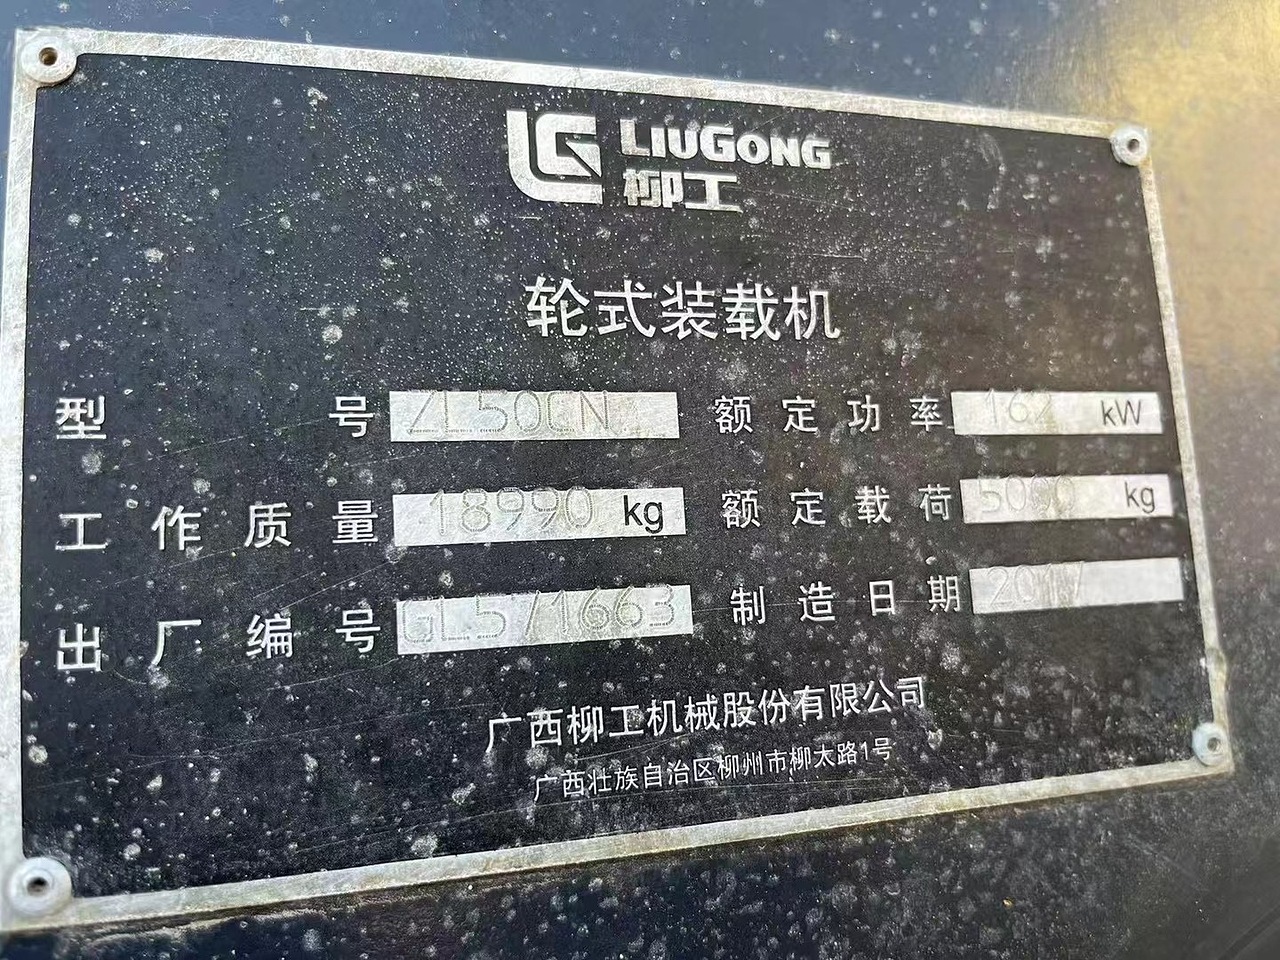 LIUGONG
柳工
轮式装载机
型号 ZL50CN 额定功率 162 kW
工作质量 18990 kg 额定载荷 5000 kg
出厂编号 GL571663 制造日期 2017
广西柳工机械股份有限公司
广西壮族自治区柳州市柳太路1号